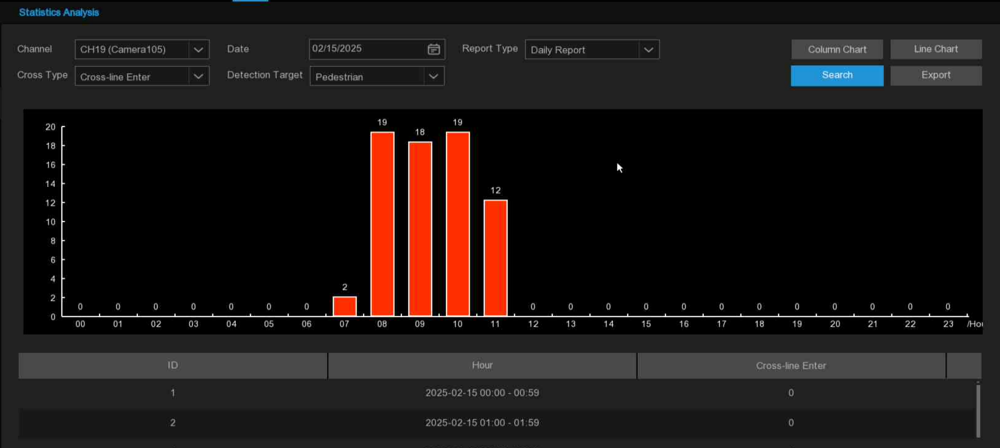 Statistics Analysis
Channel CH19 (Camera105) Date 02/15/2025 Report Type Daily Report Column Chart Line Chart
Cross Type Cross-line Enter Detection Target Pedestrian Search Export
19 19
20
18
18
16
14
12
12
10
8
6
4
2
2
0 0 0 0 0 0 0 0 0 0 0 0 0 0 0 0 0 0 0
0
00 01 02 03 04 05 06 07 08 09 10 11 12 13 14 15 16 17 18 19 20 21 22 23 /Hou
ID Hour Cross-line Enter
1 2025-02-15 00:00 - 00:59 0
2 2025-02-15 01:00 - 01:59 0